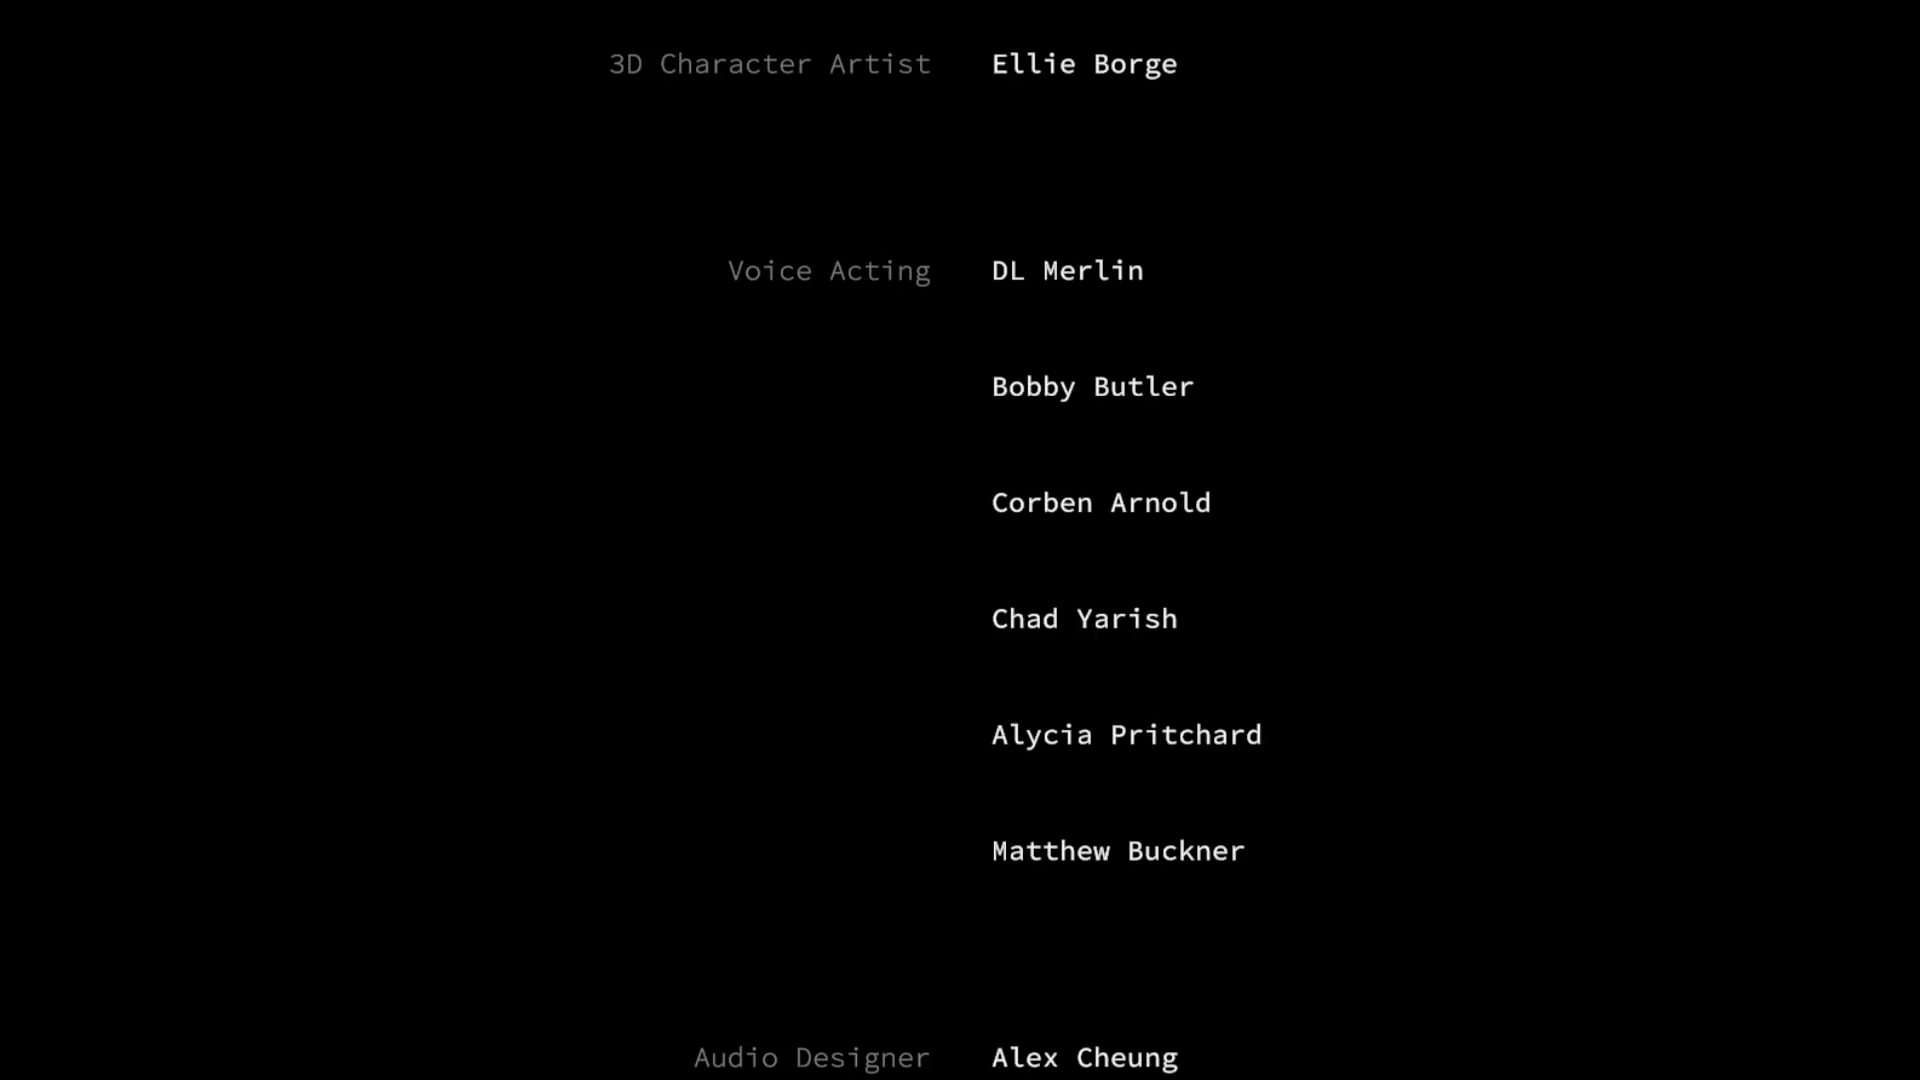 3D Character Artist Ellie Borge
Voice Acting DL Merlin
Bobby Butler
Corben Arnold
Chad Yarish
Alycia Pritchard
Matthew Buckner
Audio Designer Alex Cheung